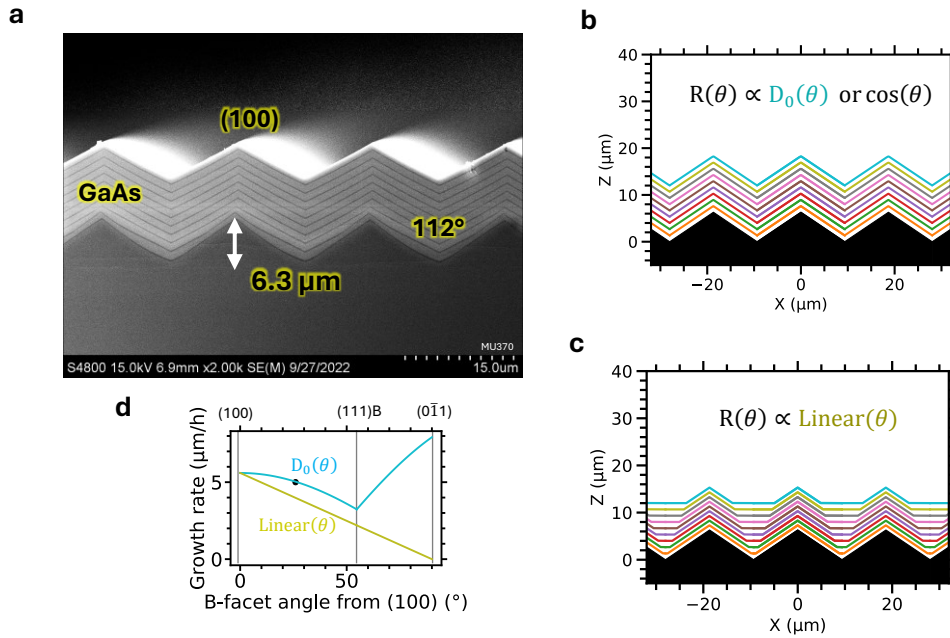 a
(100)
GaAs
112°
6.3 µm
MU370
S4800 15.0kV 6.9mm x2.00k SE(M) 9/27/2022
15.0um
b
R(θ) ∝ D₀(θ) or cos(θ)
Z (µm)
40
30
20
10
0
−20
0
20
X (µm)
c
R(θ) ∝ Linear(θ)
Z (µm)
40
30
20
10
0
−20
0
20
X (µm)
d
(100)
(111)B
(01̅1)
Growth rate (µm/h)
5
0
D₀(θ)
Linear(θ)
0
50
B-facet angle from (100) (°)